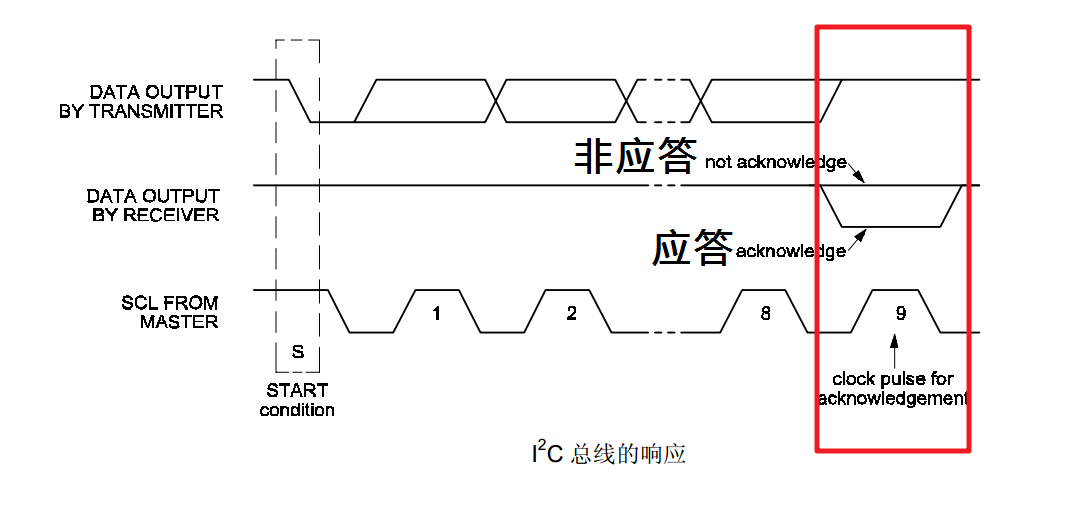 DATA OUTPUT
BY TRANSMITTER
非应答 not acknowledge
DATA OUTPUT
BY RECEIVER
应答 acknowledge
SCL FROM
MASTER
1
2
8
9
S
START
condition
clock pulse for
acknowledgement
I²C 总线的响应